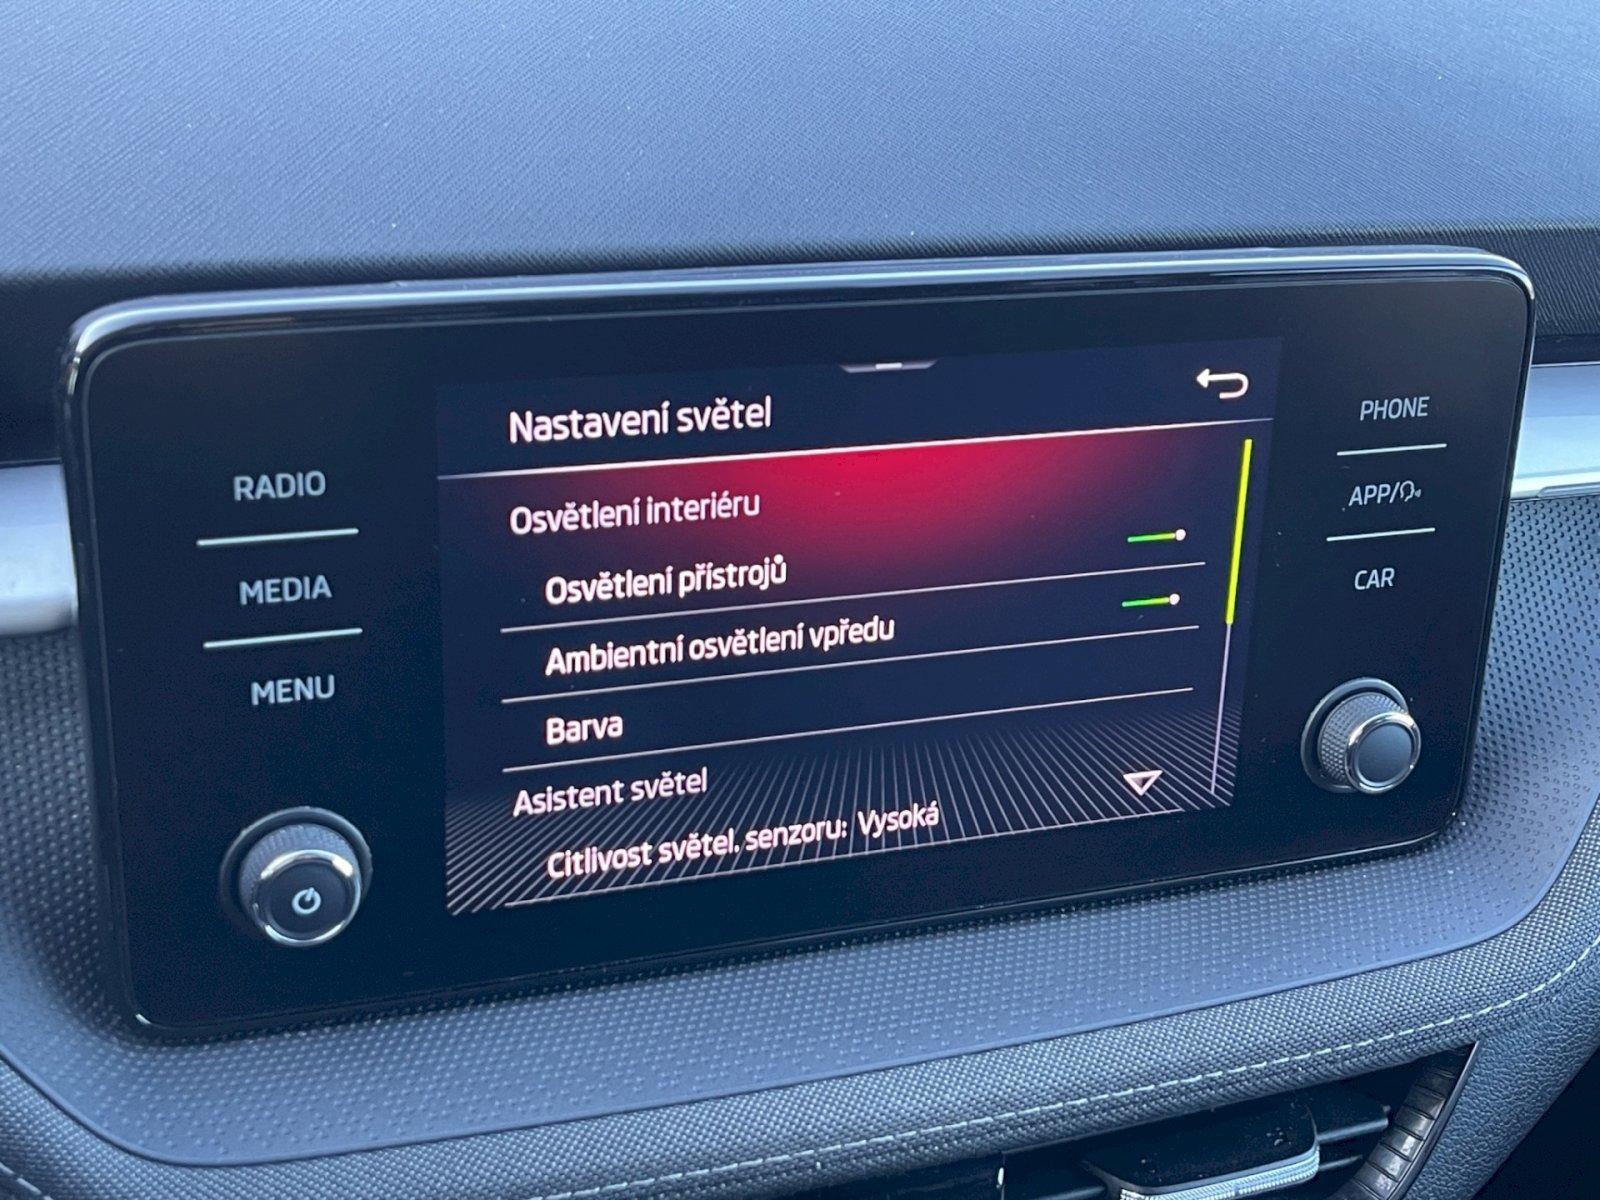 RADIO
MEDIA
MENU
Nastavení světel
Osvětlení interiéru
Osvětlení přístrojů
Ambientní osvětlení vpředu
Barva
Asistent světel
Citlivost světel. senzoru: Vysoká
PHONE
APP/
CAR